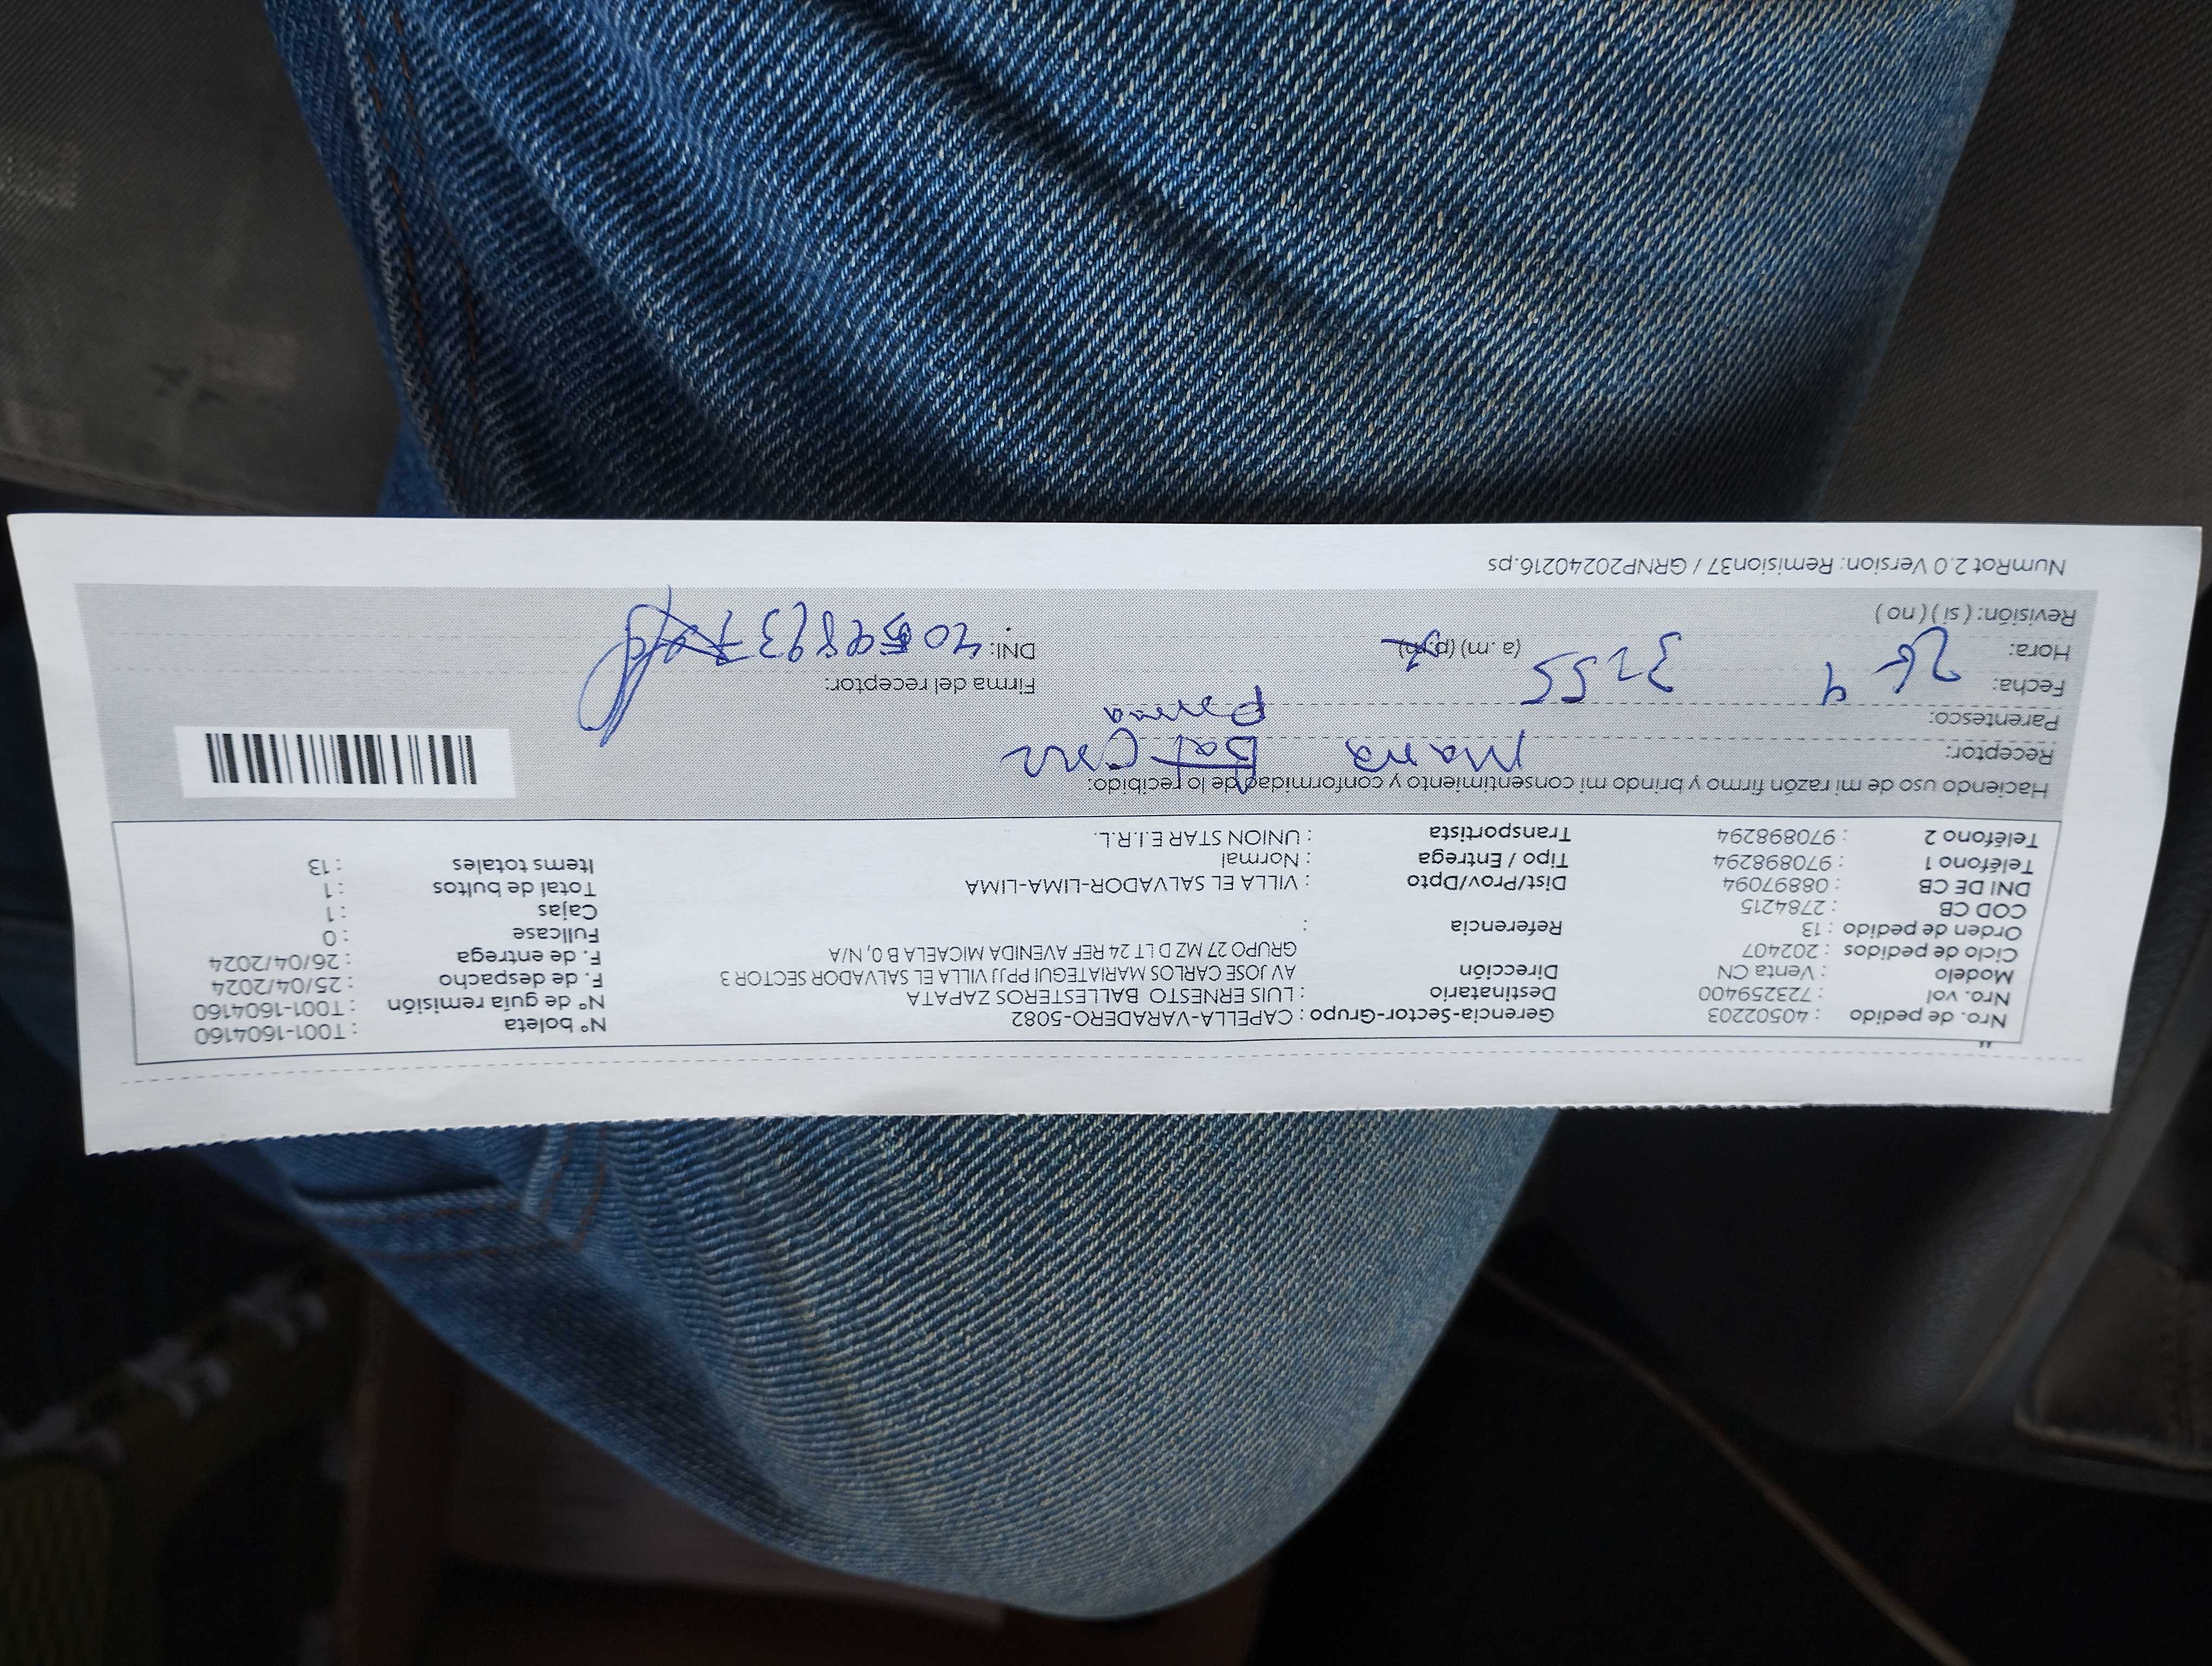 Nro. de pedido : 40502203 Gerencia-Sector-Grupo : CAPELLA-VARADERO-5082 N° boleta : T001-1604160
Nro. vol : 723259400 Destinatario : LUIS ERNESTO BALLESTEROS ZAPATA N° de guía remisión : T001-1604160
Modelo : Venta CN Dirección AV JOSE CARLOS MARIATEGUI PPJJ VILLA EL SALVADOR SECTOR 3 F. de despacho : 25/04/2024
Ciclo de pedidos : 202407 GRUPO 27 MZ D LT 24 REF AVENIDA MICAELA B 0, N/A F. de entrega : 26/04/2024
Orden de pedido : 13 Referencia : Fullcase : 0
COD CB : 2784215 Cajas : 1
DNI DE CB : 08897094 Dist/Prov/Dpto : VILLA EL SALVADOR-LIMA-LIMA Total de bultos : 1
Teléfono 1 : 970898294 Tipo / Entrega : Normal Items totales : 13
Teléfono 2 : 970898294 Transportista : UNION STAR E.I.R.L.
Haciendo uso de mi razón firmo y brindo mi consentimiento y conformidad de lo recibido:
Receptor: Maria
Parentesco:
Fecha: 26 4 Firma del receptor:
Hora: (a. m) (p.m) DNI:
Revisión: ( si ) ( no )
NumRot 2.0 Version: Remision37 / GRNP20240216.ps